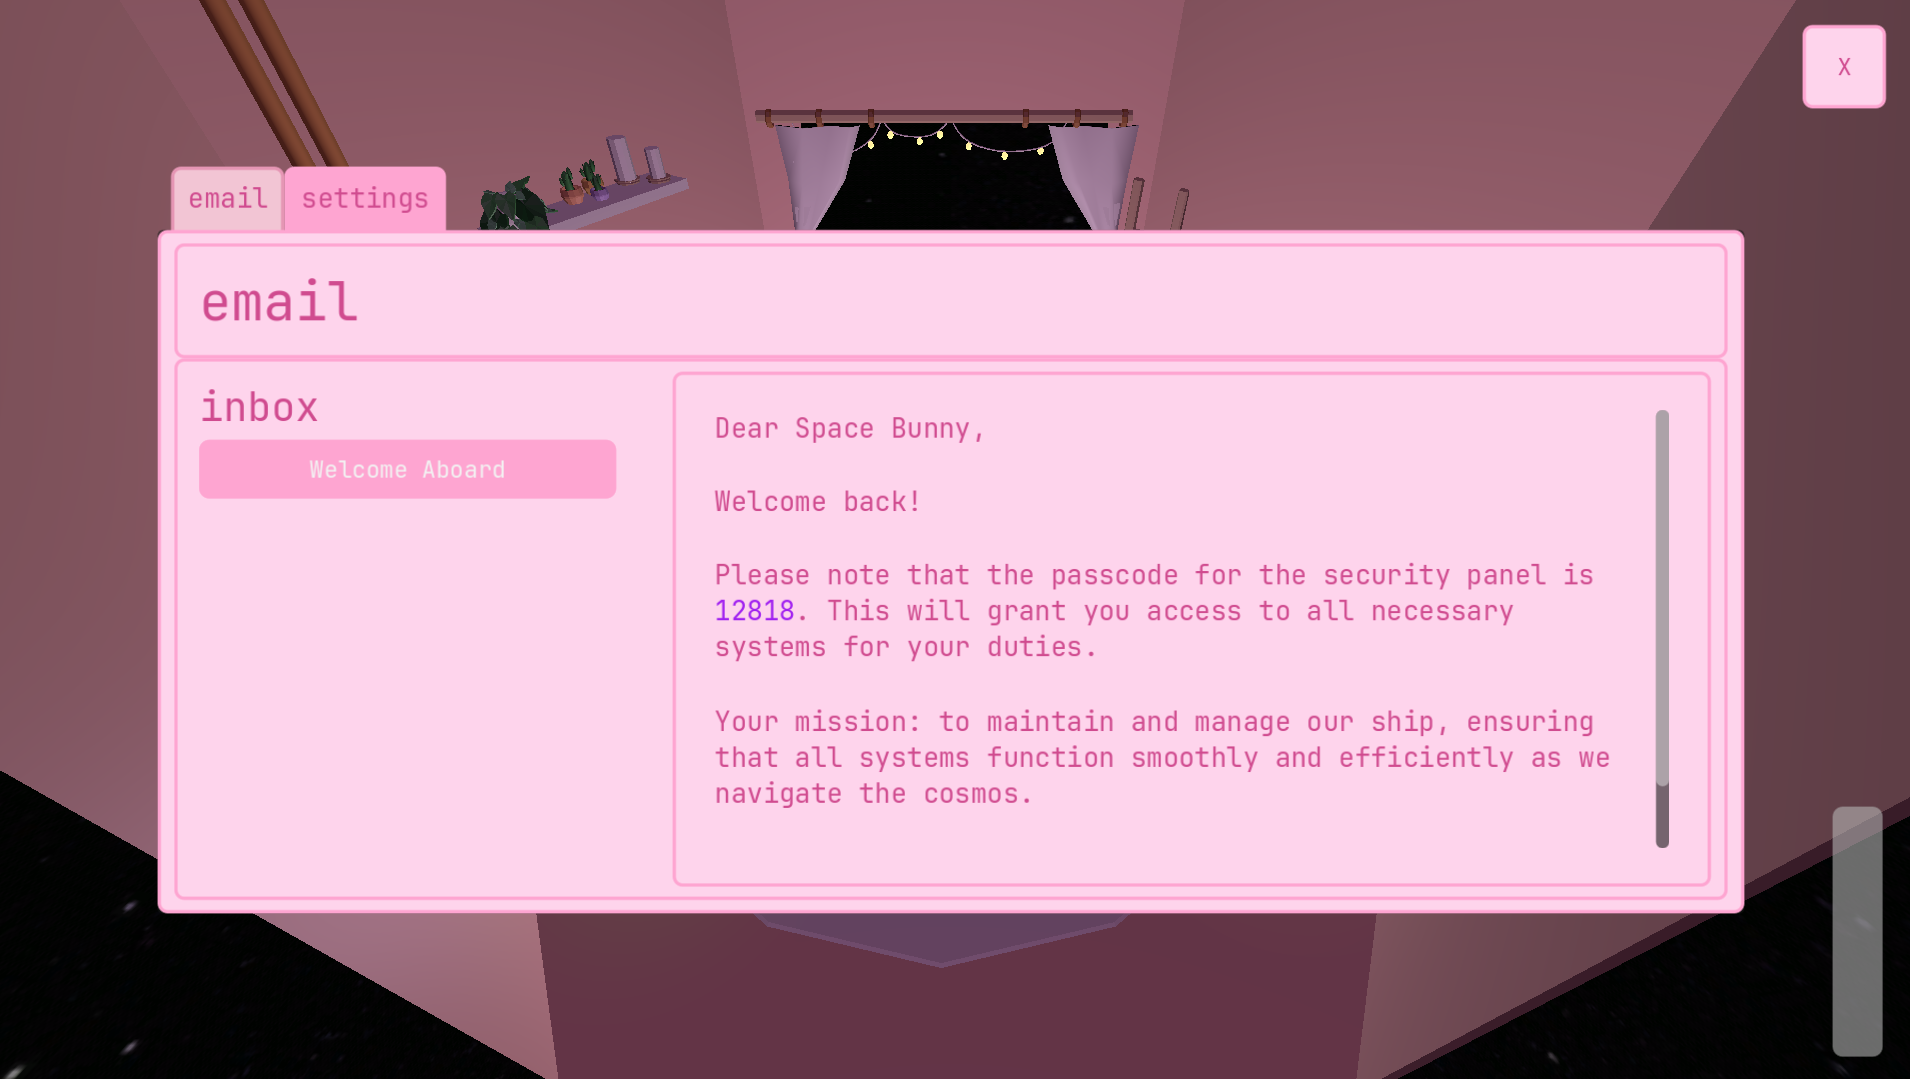 X
email
settings
email
inbox
Welcome Aboard
Dear Space Bunny,
Welcome back!
Please note that the passcode for the security panel is
12818. This will grant you access to all necessary
systems for your duties.
Your mission: to maintain and manage our ship, ensuring
that all systems function smoothly and efficiently as we
navigate the cosmos.